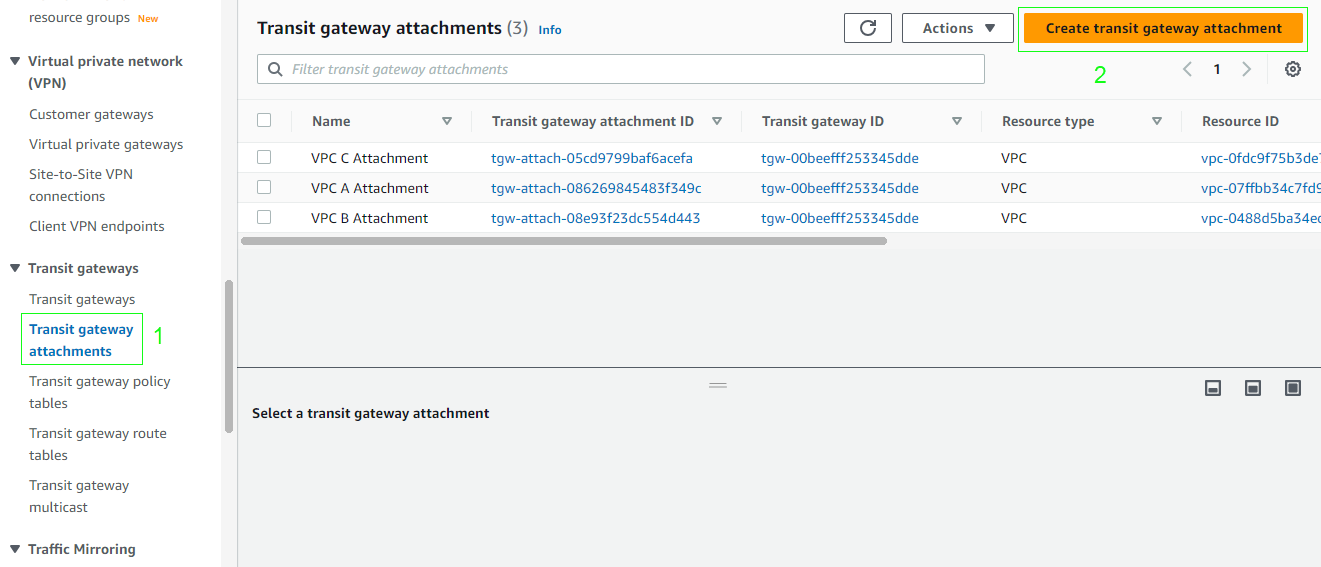 resource groups New
Virtual private network
(VPN)
Customer gateways
Virtual private gateways
Site-to-Site VPN
connections
Client VPN endpoints
Transit gateways
Transit gateways
Transit gateway
attachments
1
Transit gateway policy
tables
Transit gateway route
tables
Transit gateway
multicast
Traffic Mirroring
Transit gateway attachments (3) Info
Actions
Create transit gateway attachment
Filter transit gateway attachments
2
1
Name Transit gateway attachment ID Transit gateway ID Resource type Resource ID
VPC C Attachment tgw-attach-05cd9799baf6acefa tgw-00beefff253345dde VPC vpc-0fdc9f75b3de
VPC A Attachment tgw-attach-086269845483f349c tgw-00beefff253345dde VPC vpc-07ffbb34c7fd9
VPC B Attachment tgw-attach-08e93f23dc554d443 tgw-00beefff253345dde VPC vpc-0488d5ba34ec
Select a transit gateway attachment